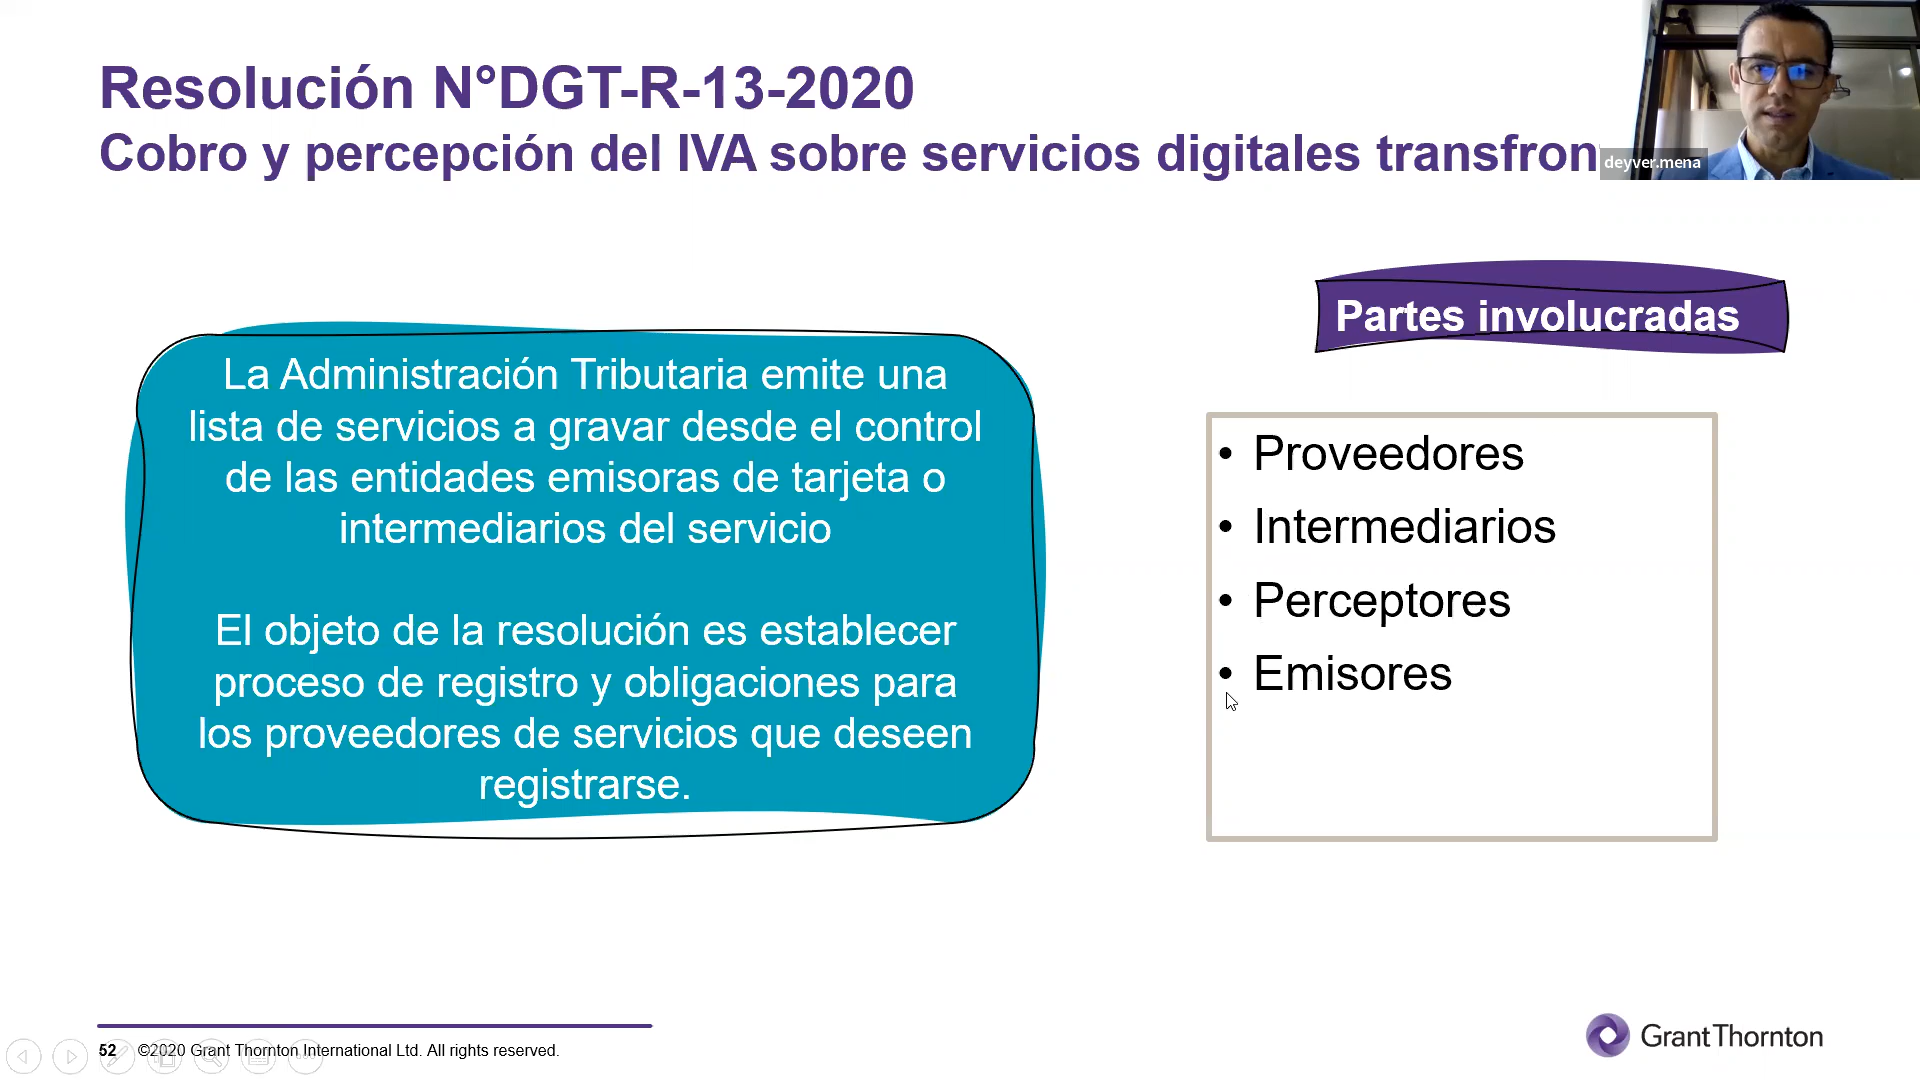 Resolución N°DGT-R-13-2020
Cobro y percepción del IVA sobre servicios digitales transfron
deyver.mena
Partes involucradas
La Administración Tributaria emite una
lista de servicios a gravar desde el control
de las entidades emisoras de tarjeta o
intermediarios del servicio
El objeto de la resolución es establecer
proceso de registro y obligaciones para
los proveedores de servicios que deseen
registrarse.
• Proveedores
• Intermediarios
• Perceptores
• Emisores
52 ©2020 Grant Thornton International Ltd. All rights reserved.
GrantThornton